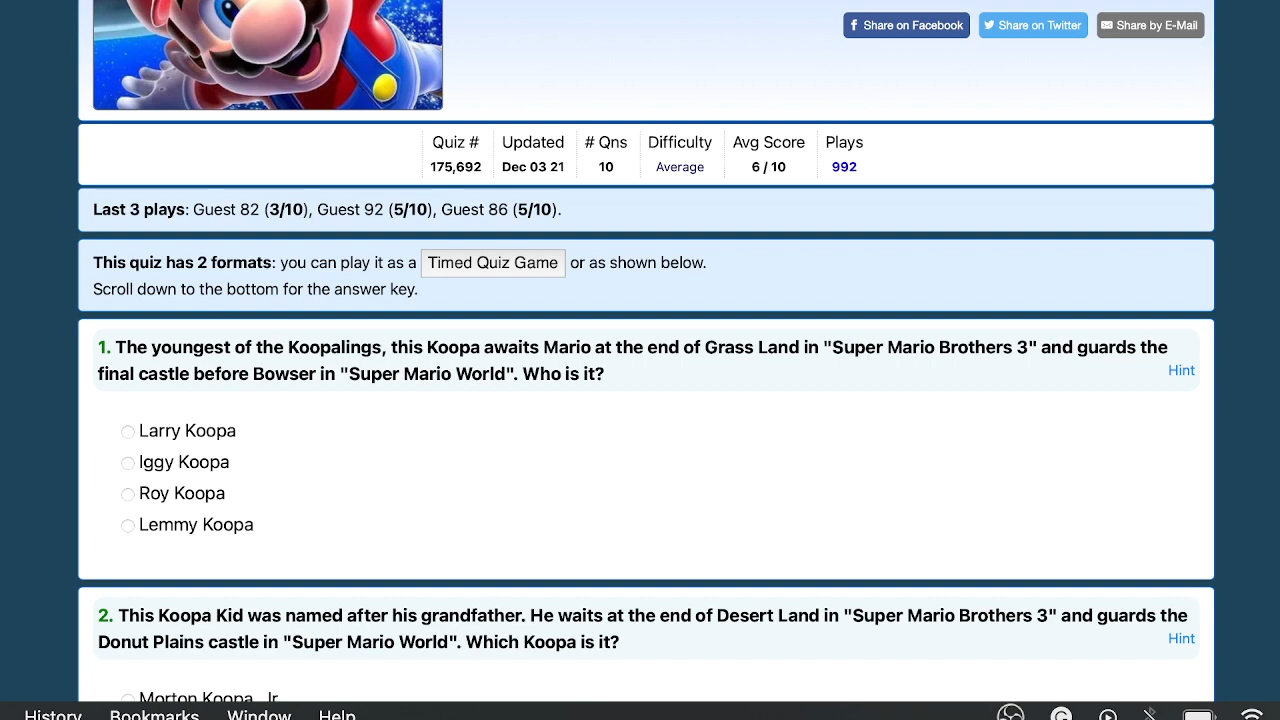 Share on Facebook Share on Twitter Share by E-Mail
Quiz # Updated # Qns Difficulty Avg Score Plays
175,692 Dec 03 21 10 Average 6 / 10 992
Last 3 plays: Guest 82 (3/10), Guest 92 (5/10), Guest 86 (5/10).
This quiz has 2 formats: you can play it as a Timed Quiz Game or as shown below.
Scroll down to the bottom for the answer key.
1. The youngest of the Koopalings, this Koopa awaits Mario at the end of Grass Land in "Super Mario Brothers 3" and guards the
final castle before Bowser in "Super Mario World". Who is it?
Hint
Larry Koopa
Iggy Koopa
Roy Koopa
Lemmy Koopa
2. This Koopa Kid was named after his grandfather. He waits at the end of Desert Land in "Super Mario Brothers 3" and guards the
Donut Plains castle in "Super Mario World". Which Koopa is it?
Hint
Morton Koopa, Jr
History Bookmarks Window Help